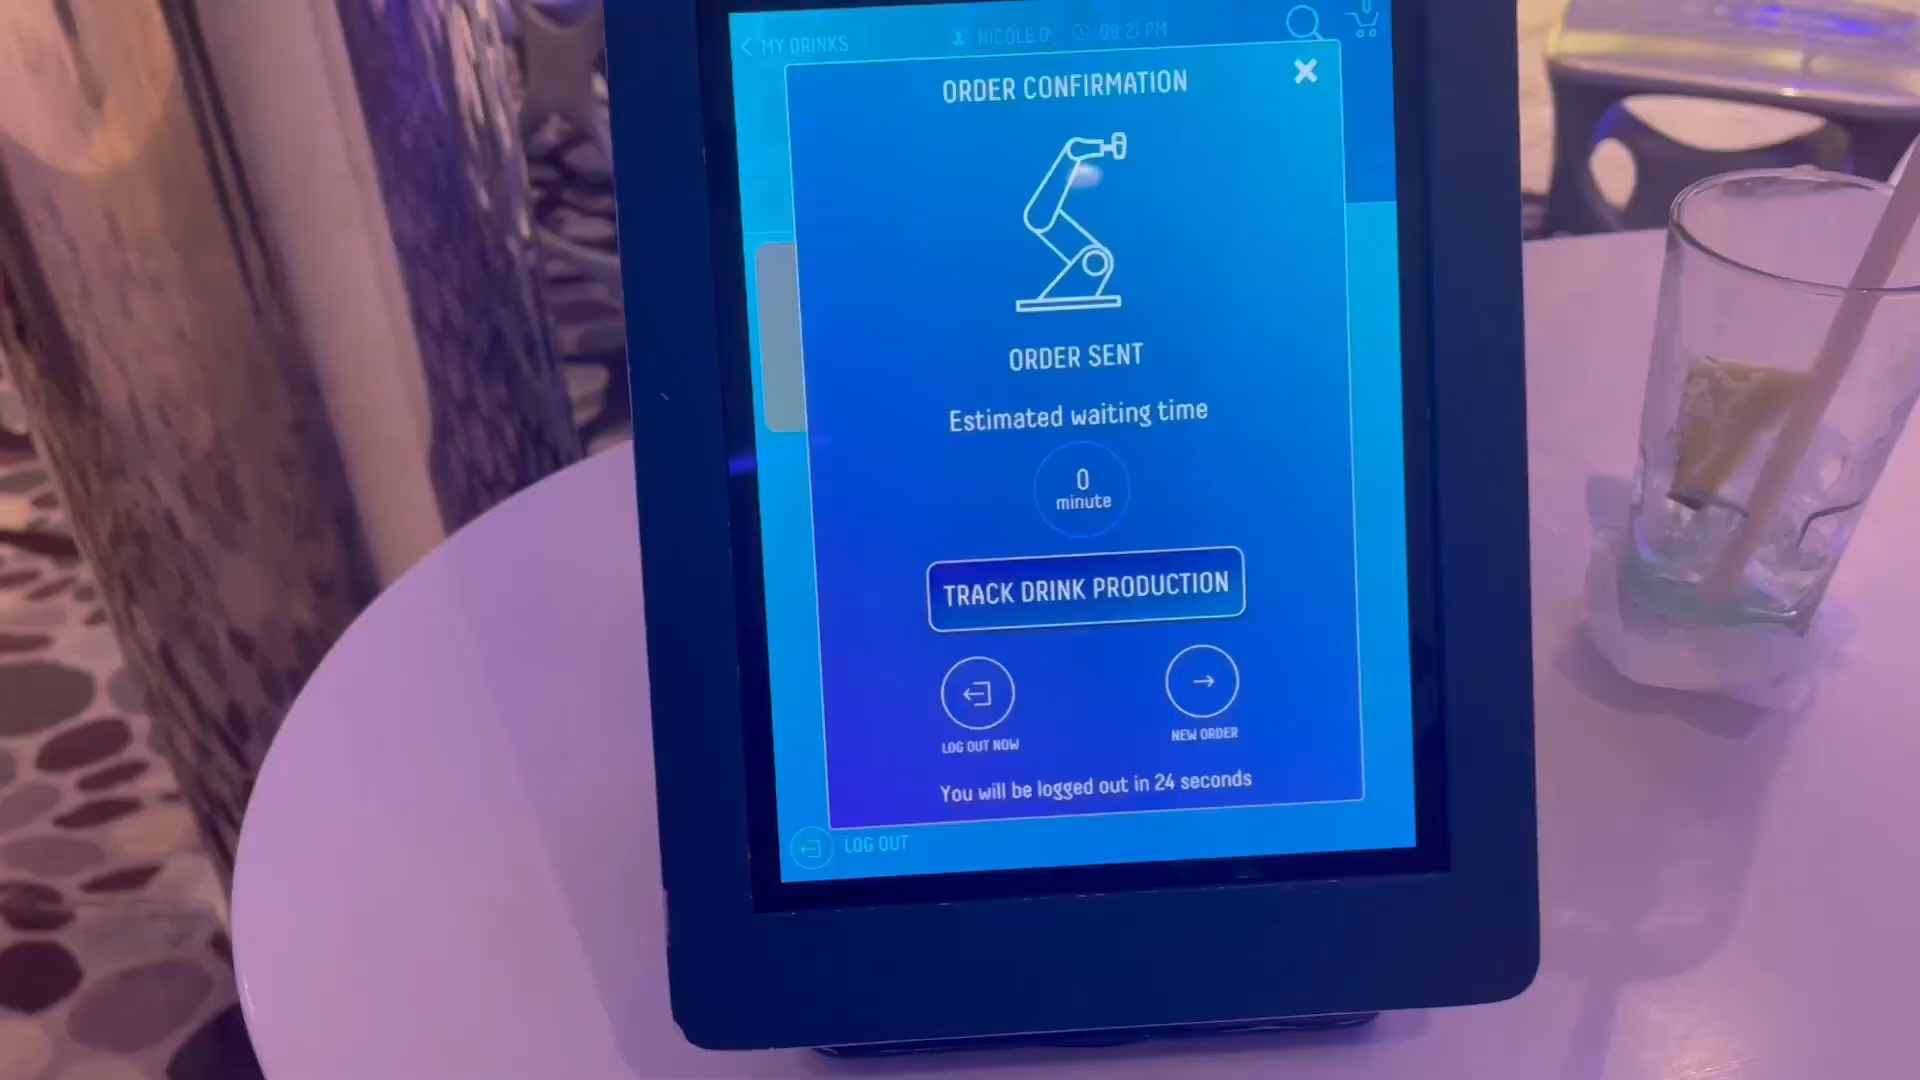 MY DRINKS
NICOLE D
08:21 PM
ORDER CONFIRMATION
ORDER SENT
Estimated waiting time
0
minute
TRACK DRINK PRODUCTION
LOG OUT NOW
NEW ORDER
You will be logged out in 24 seconds
LOG OUT